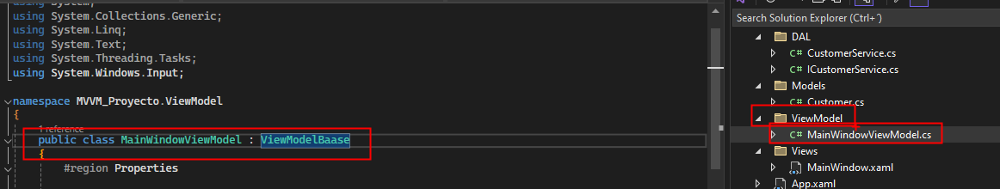 using System;
using System.Collections.Generic;
using System.Linq;
using System.Text;
using System.Threading.Tasks;
using System.Windows.Input;
namespace MVVM_Proyecto.ViewModel
{
1 reference
public class MainWindowViewModel : ViewModelBaase
{
#region Properties
Search Solution Explorer (Ctrl+´)
DAL
C# CustomerService.cs
C# ICustomerService.cs
Models
C# Customer.cs
ViewModel
C# MainWindowViewModel.cs
Views
MainWindow.xaml
App.xaml